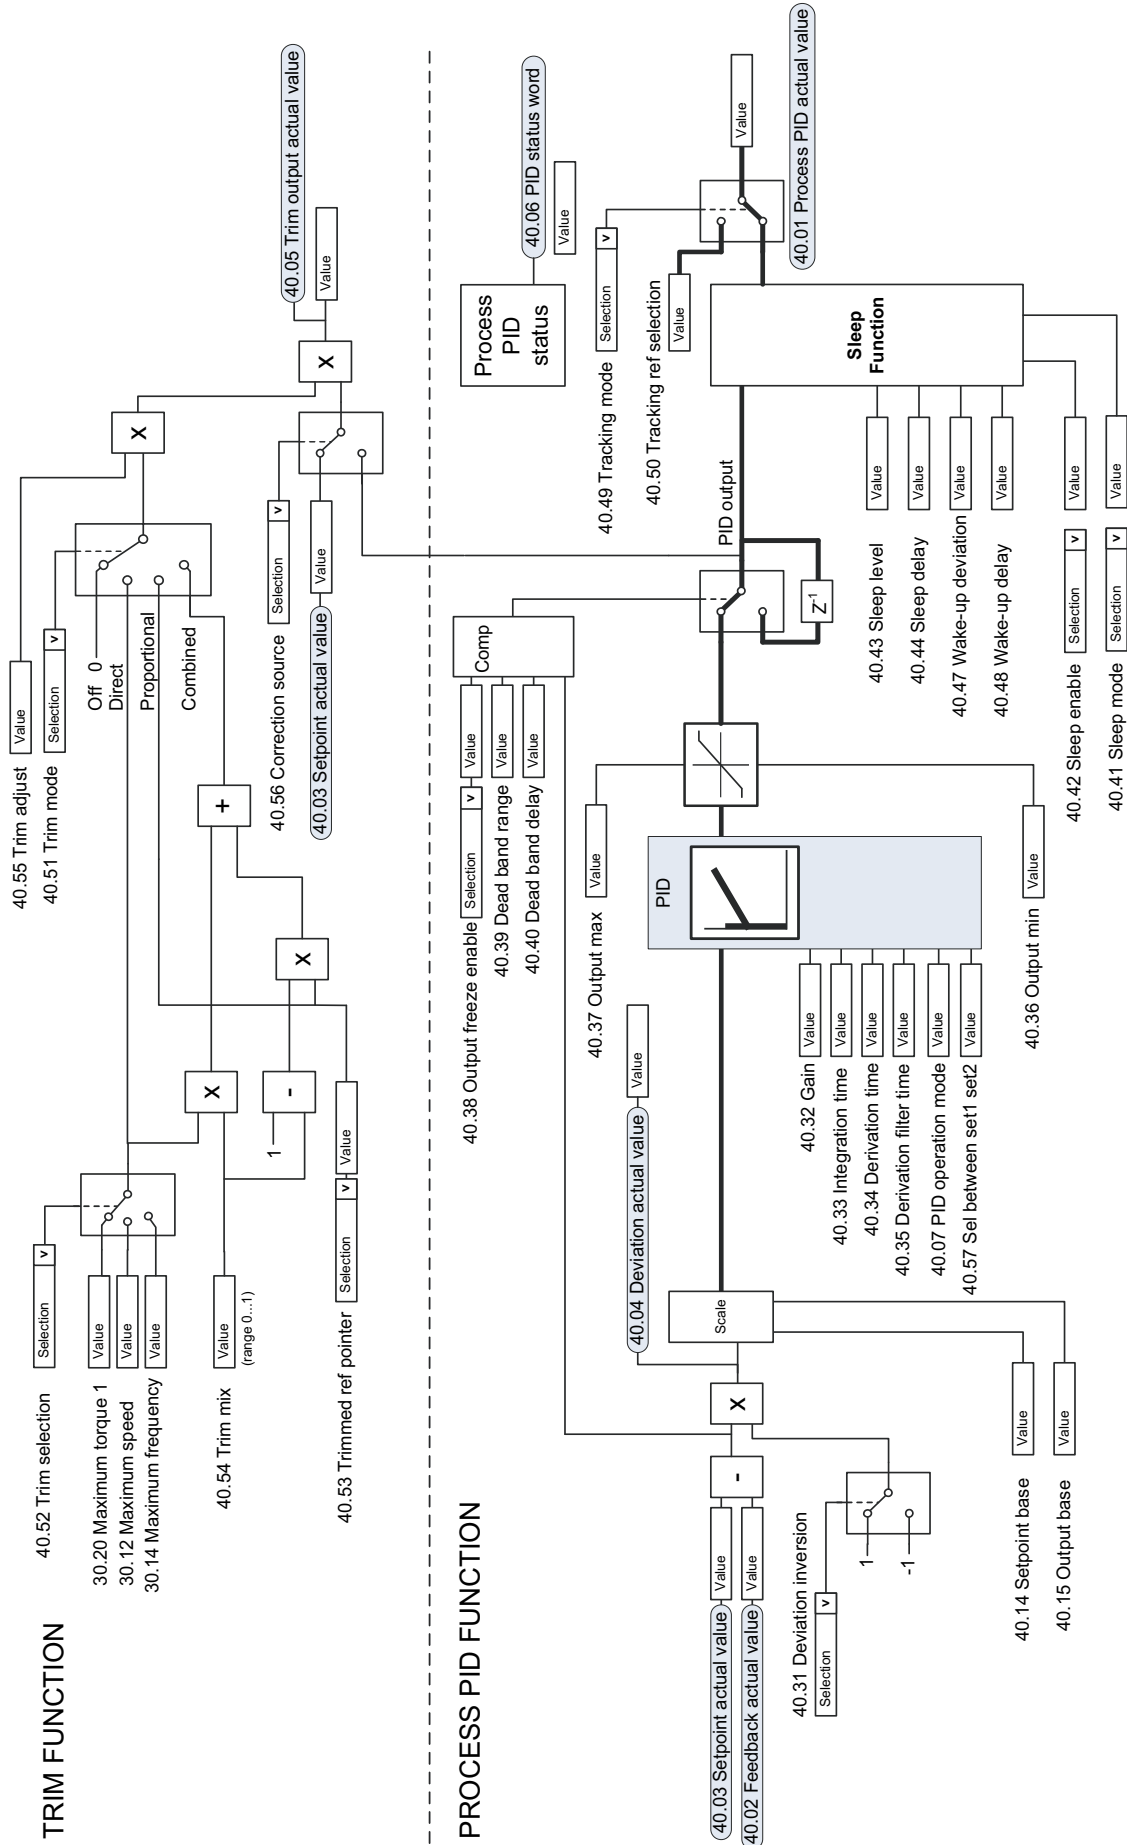 TRIM FUNCTION
40.52 Trim selection
Selection
v
30.20 Maximum torque 1
Value
30.12 Maximum speed
Value
30.14 Maximum frequency
Value
40.54 Trim mix
Value
(range 0...1)
40.53 Trimmed ref pointer
Selection
v
Value
1
-
X
X
+
40.55 Trim adjust
Value
40.51 Trim mode
Selection
v
Off 0
Direct
Proportional
Combined
X
40.56 Correction source
Selection
v
40.03 Setpoint actual value
Value
X
40.05 Trim output actual value
Value
PROCESS PID FUNCTION
40.03 Setpoint actual value
Value
40.02 Feedback actual value
Value
-
X
40.31 Deviation inversion
Selection
v
1
-1
40.14 Setpoint base
Value
40.15 Output base
Value
40.04 Deviation actual value
Value
Scale
PID
40.32 Gain
Value
40.33 Integration time
Value
40.34 Derivation time
Value
40.35 Derivation filter time
Value
40.07 PID operation mode
Value
40.57 Sel between set1 set2
Value
40.38 Output freeze enable
Selection
v
Value
40.39 Dead band range
Value
40.40 Dead band delay
Value
Comp
40.37 Output max
Value
40.36 Output min
Value
Z-1
PID output
40.43 Sleep level
Value
40.44 Sleep delay
Value
40.47 Wake-up deviation
Value
40.48 Wake-up delay
Value
40.42 Sleep enable
Selection
v
Value
40.41 Sleep mode
Selection
v
Value
Sleep
Function
Process
PID
status
40.06 PID status word
Value
40.49 Tracking mode
Selection
v
40.50 Tracking ref selection
Value
Value
40.01 Process PID actual value